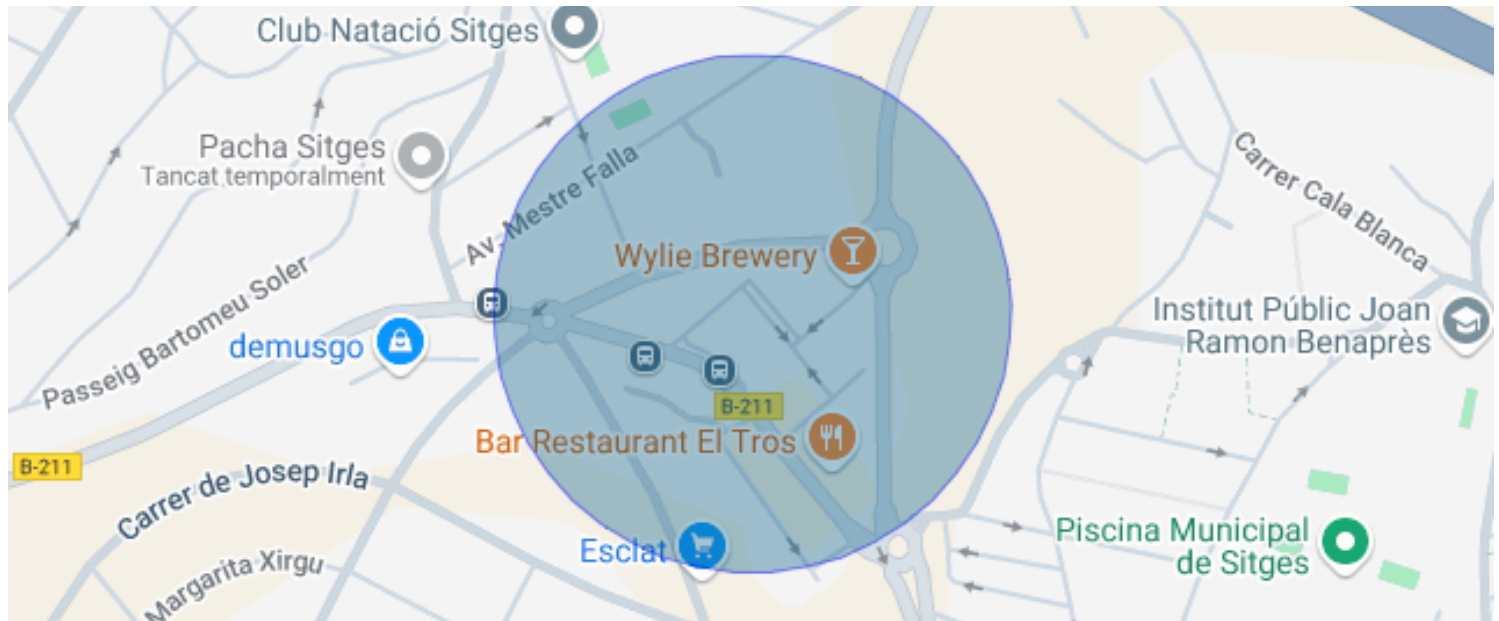 Club Natació Sitges
Pacha Sitges
Tancat temporalment
Av. Mestre Falla
Carrer Cala Blanca
Wylie Brewery
Passeig Bartomeu Soler
demusgo
Institut Públic Joan
Ramon Benaprès
B-211
Bar Restaurant El Tros
B-211
Carrer de Josep Irla
Esclat
Piscina Municipal
de Sitges
Margarita Xirgu